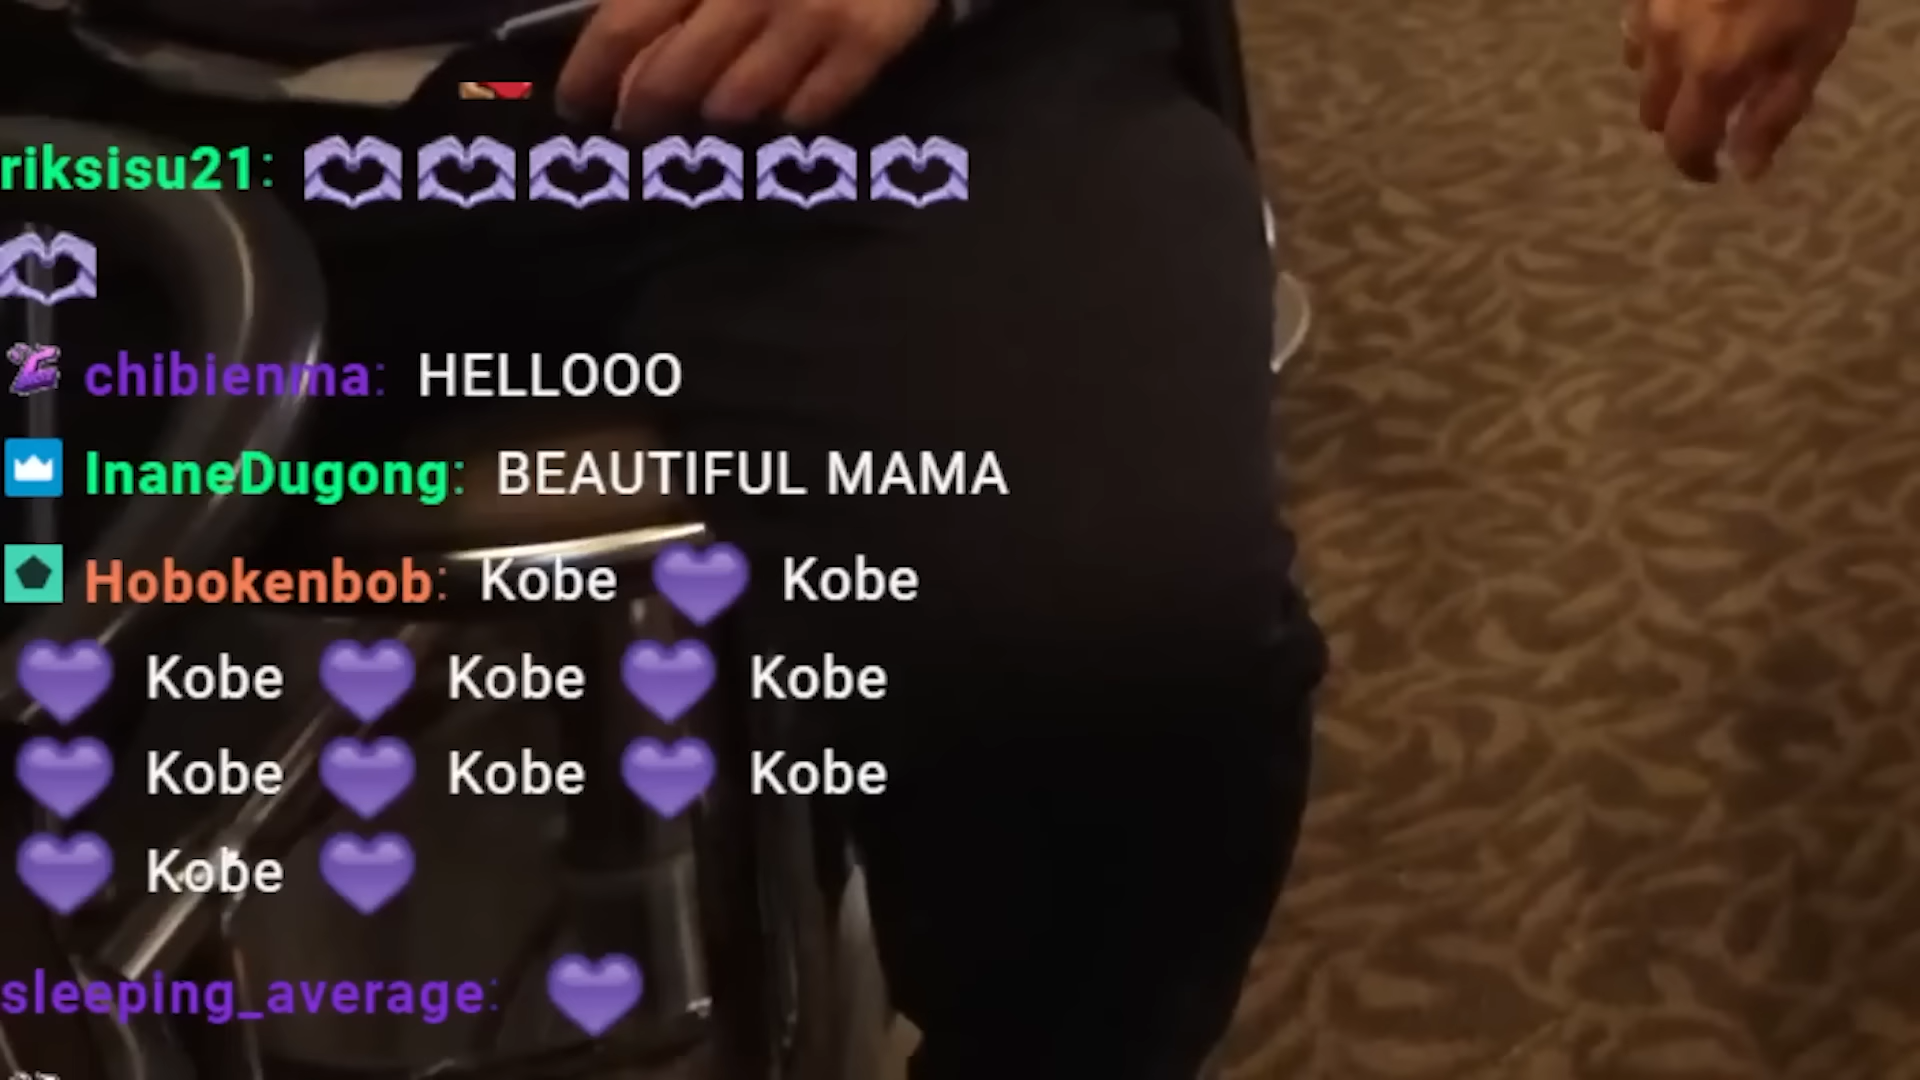 riksisu21: 🫶🫶🫶🫶🫶🫶
🫶
chibienma: HELLOOO
InaneDugong: BEAUTIFUL MAMA
Hobokenbob: Kobe 💜 Kobe
💜 Kobe 💜 Kobe 💜 Kobe
💜 Kobe 💜 Kobe 💜 Kobe
💜 Kobe 💜
sleeping_average: 💜